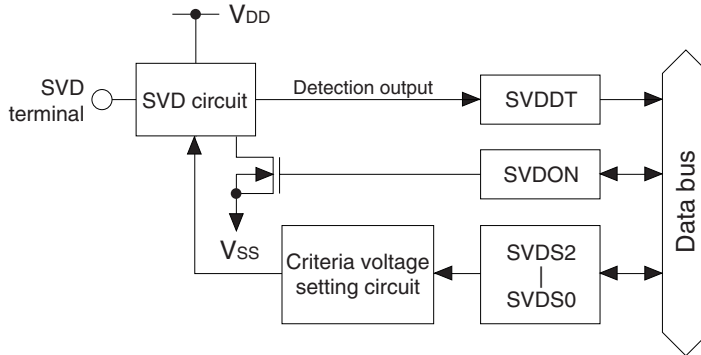 VDD
SVD
terminal
SVD circuit
Detection output
SVDDT
SVDON
VSS
Criteria voltage
setting circuit
SVDS2
|
SVDS0
Data bus